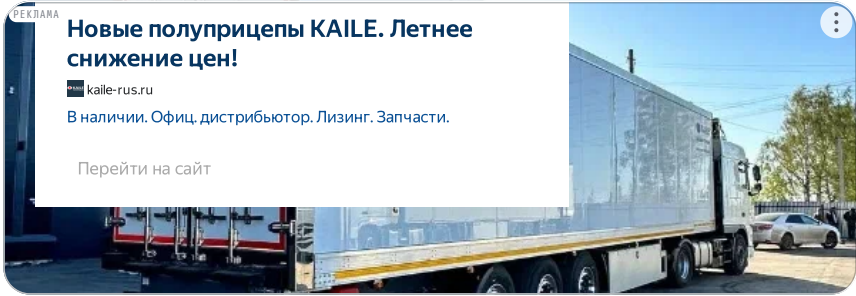 РЕКЛАМА
Новые полуприцепы KAILE. Летнее
снижение цен!
kaile-rus.ru
В наличии. Офиц. дистрибьютор. Лизинг. Запчасти.
Перейти на сайт